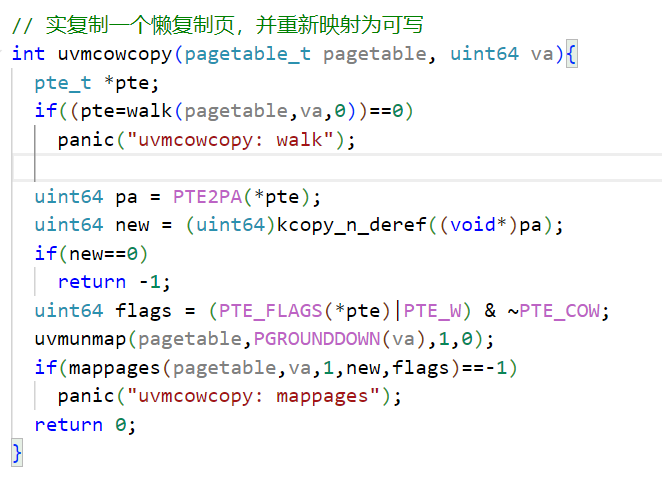 // 实复制一个懒复制页，并重新映射为可写
int uvmcowcopy(pagetable_t pagetable, uint64 va){
  pte_t *pte;
  if((pte=walk(pagetable,va,0))==0)
    panic("uvmcowcopy: walk");
  uint64 pa = PTE2PA(*pte);
  uint64 new = (uint64)kcopy_n_deref((void*)pa);
  if(new==0)
    return -1;
  uint64 flags = (PTE_FLAGS(*pte)|PTE_W) & ~PTE_COW;
  uvmunmap(pagetable,PGROUNDDOWN(va),1,0);
  if(mappages(pagetable,va,1,new,flags)==-1)
    panic("uvmcowcopy: mappages");
  return 0;
}